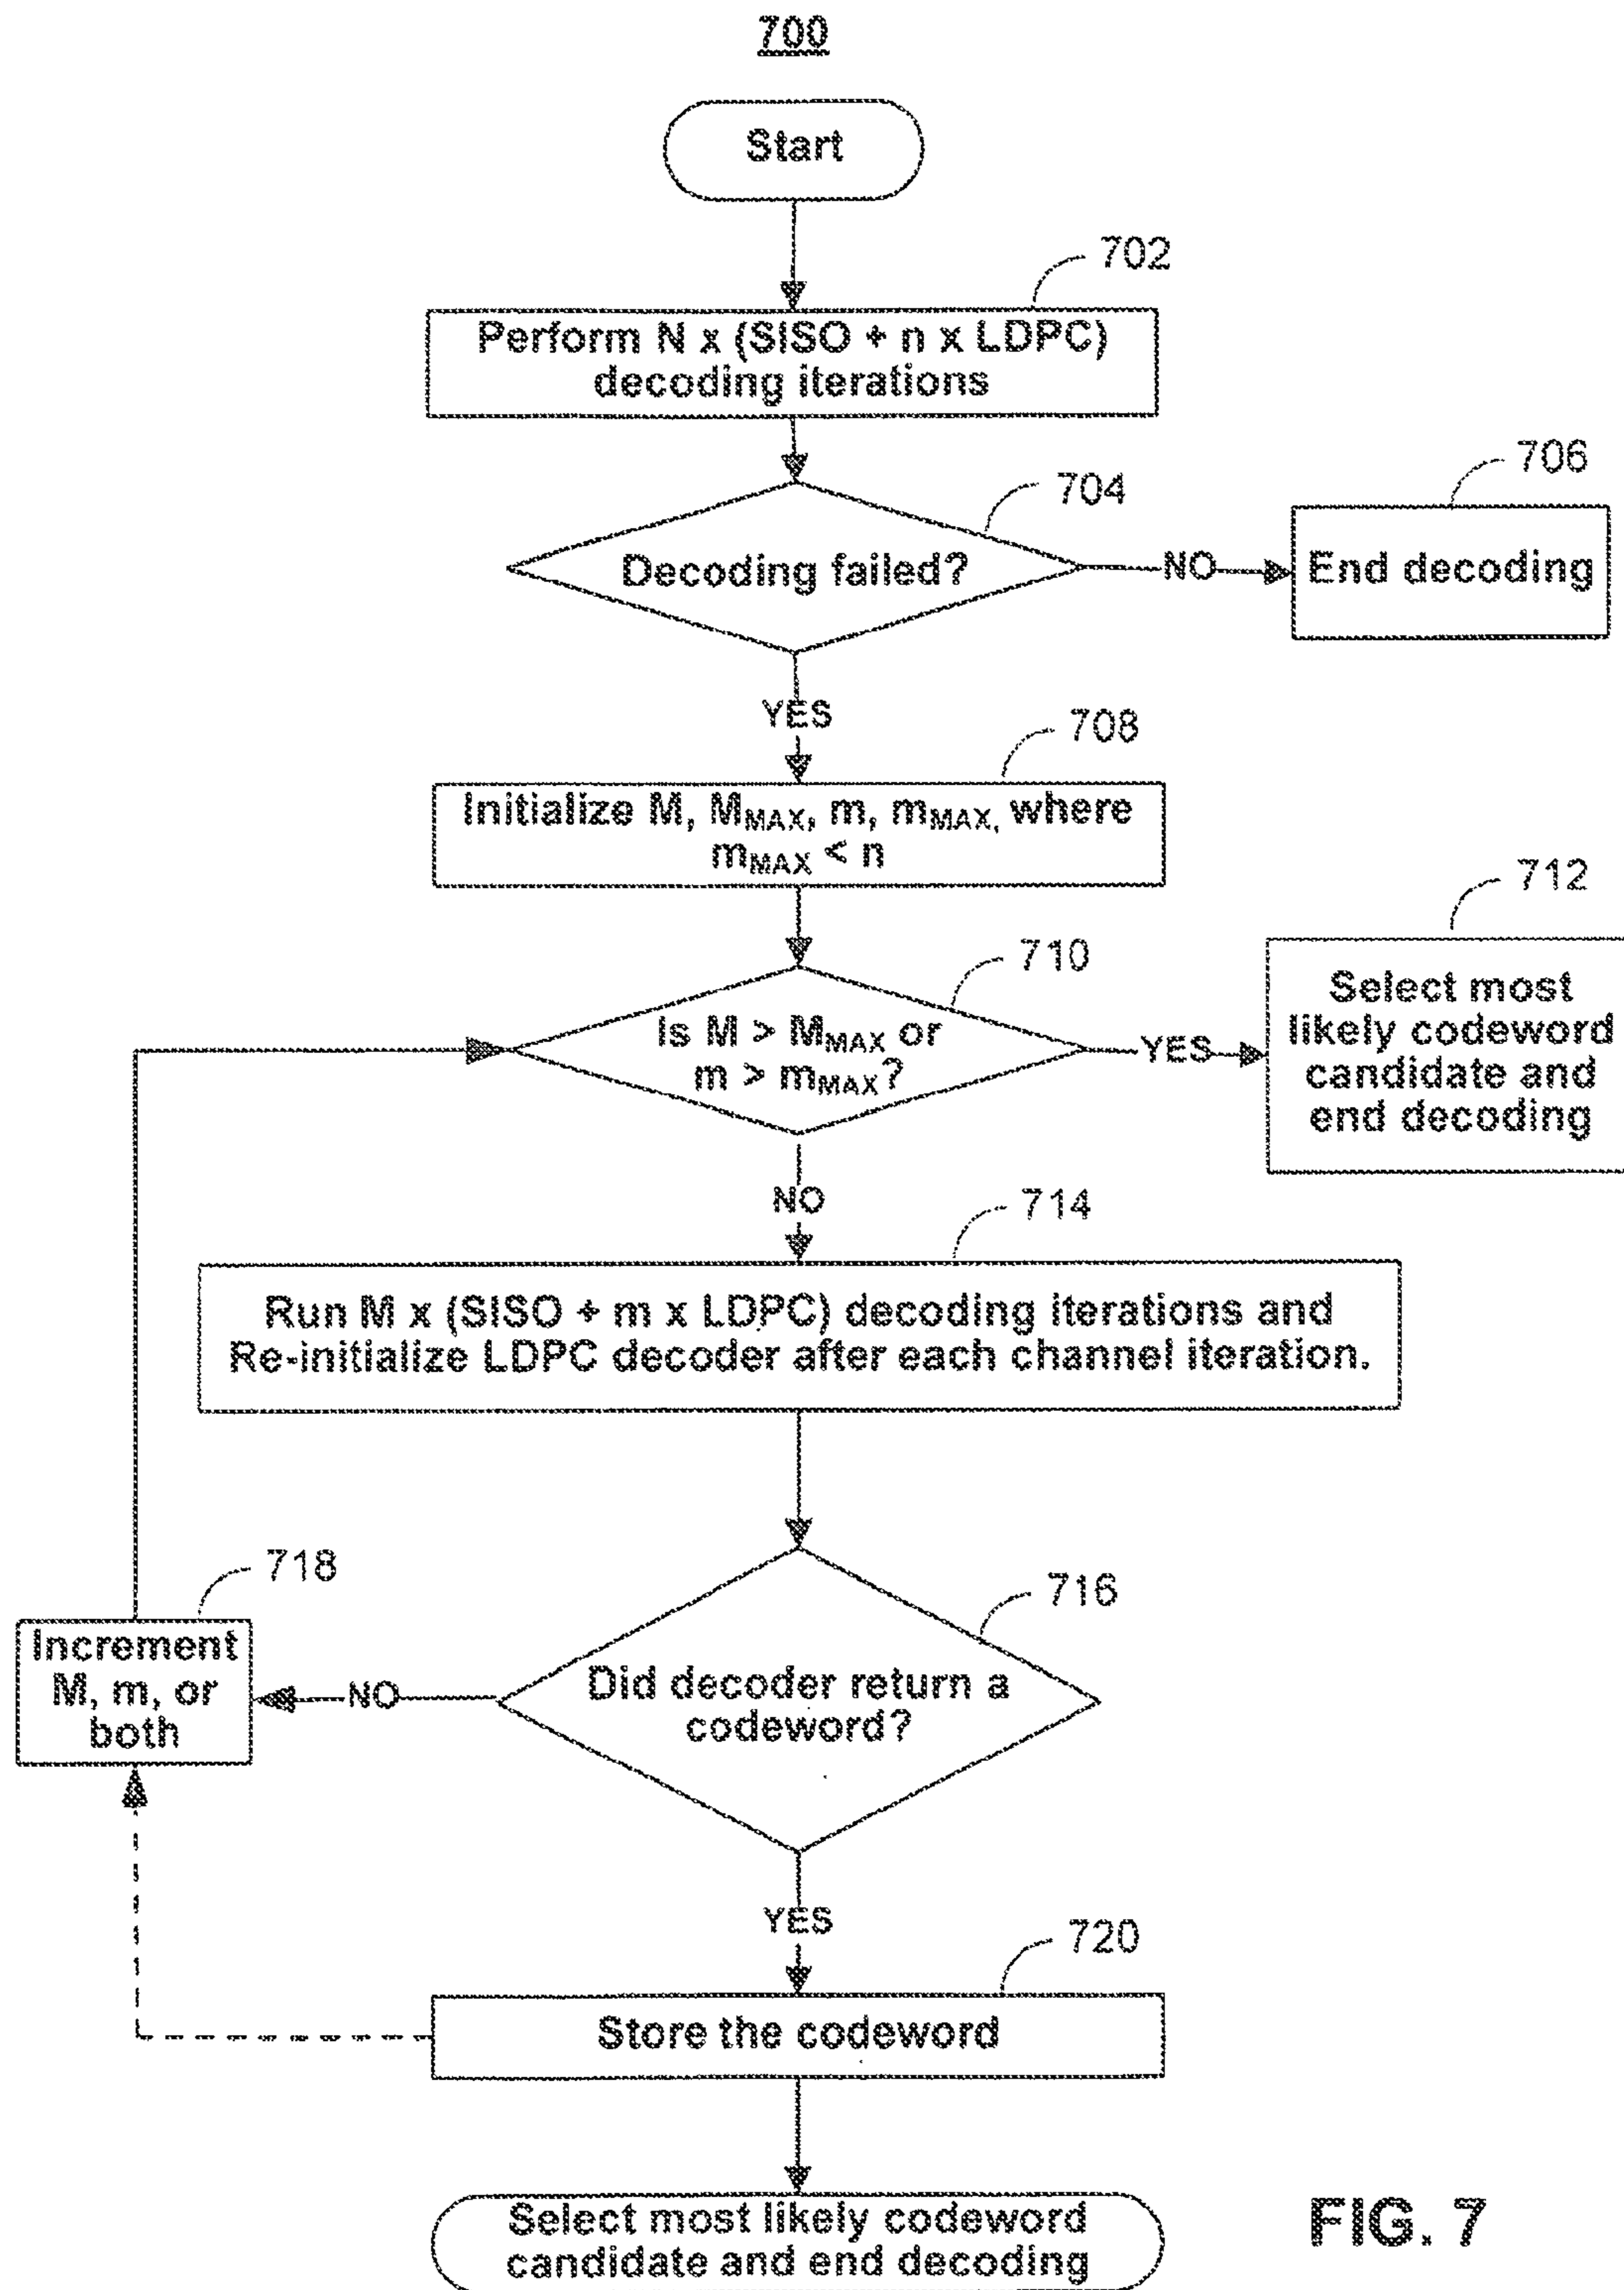 700
Start
702
Perform N x (SISO + n x LDPC)
decoding iterations
704
706
Decoding failed?
NO
End decoding
YES
708
Initialize M, MMAX, m, mMAX, where
mMAX < n
712
710
Is M > MMAX or
m > mMAX?
YES
Select most
likely codeword
candidate and
end decoding
NO
714
Run M x (SISO + m x LDPC) decoding iterations and
Re-initialize LDPC decoder after each channel iteration.
718
716
Increment
M, m, or
both
NO
Did decoder return a
codeword?
YES
720
Store the codeword
Select most likely codeword
candidate and end decoding
FIG. 7